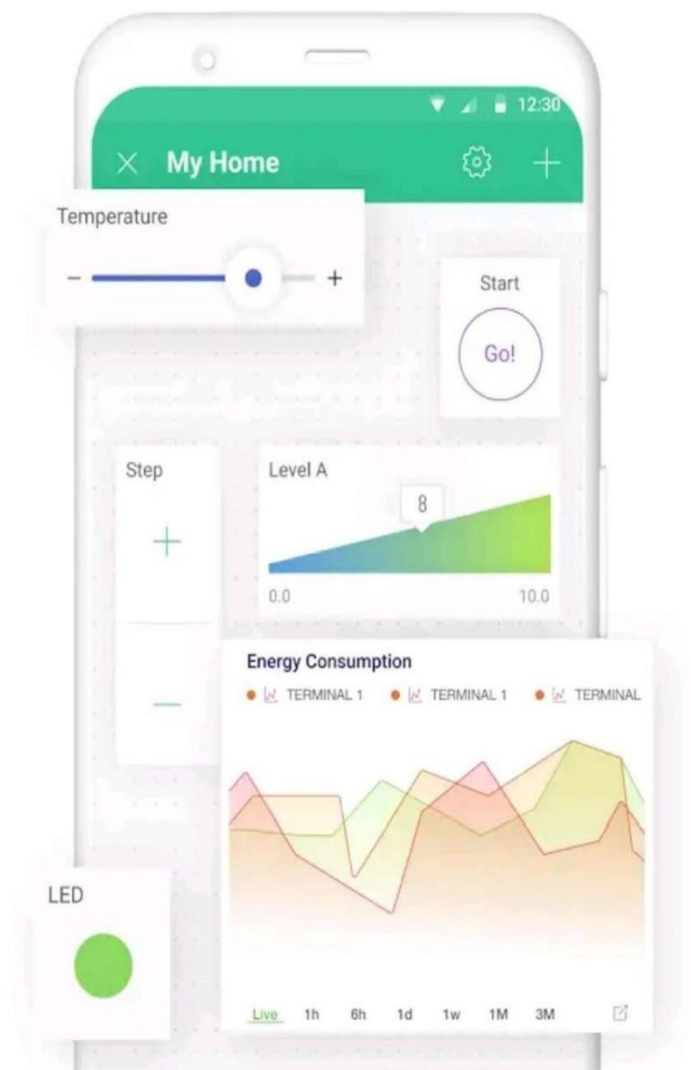 12:30
My Home
Temperature
− +
Start
Go!
Step
+
−
Level A
8
0.0 10.0
Energy Consumption
TERMINAL 1 TERMINAL 1 TERMINAL
LED
Live 1h 6h 1d 1w 1M 3M